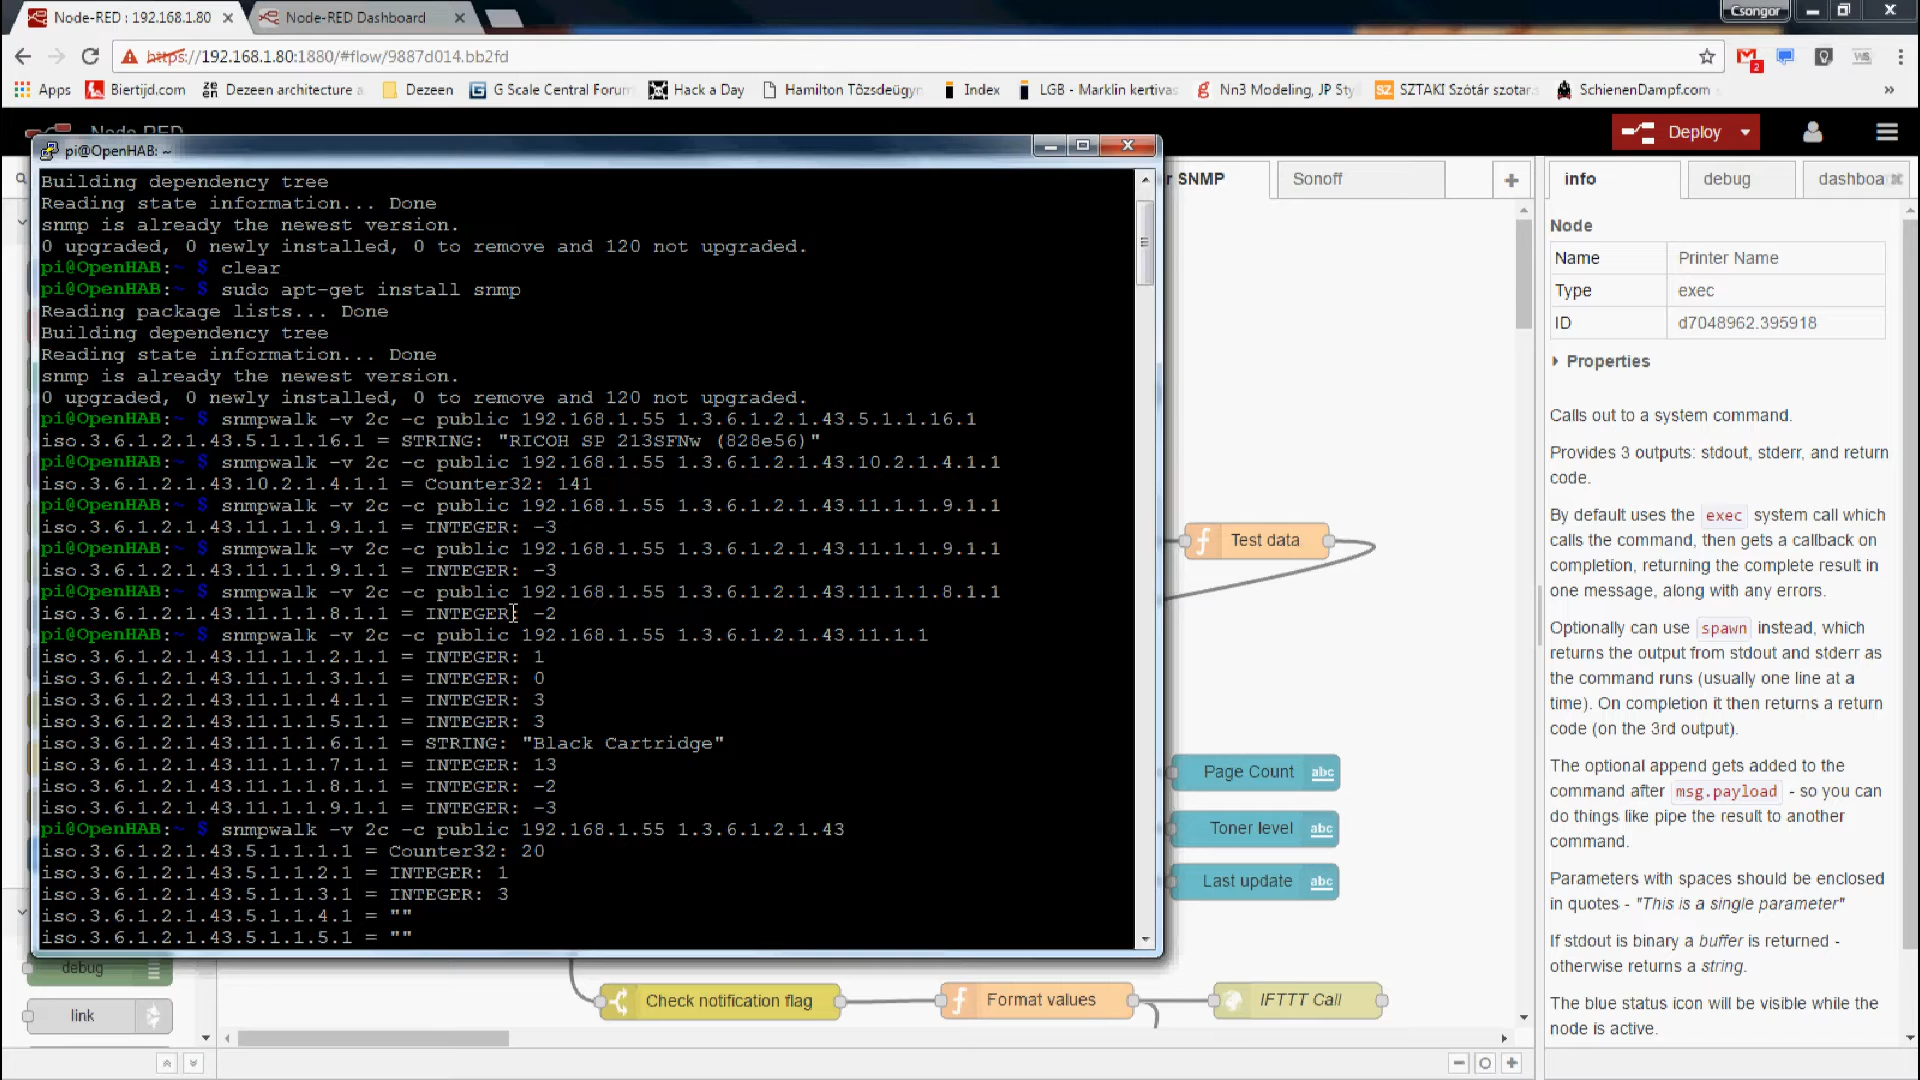 Node-RED : 192.168.1.80
Node-RED Dashboard
Csongor
https://192.168.1.80:1880/#flow/9887d014.bb2fd
2
Apps
Biertijd.com
Dezeen architecture a
Dezeen
G Scale Central Forum
Hack a Day
Hamilton Tőzsdeügyn
Index
LGB - Marklin kertivas
Nn3 Modeling, JP Sty
SZTAKI Szótár szotar.s
SchienenDampf.com
»
Node-RED
Deploy
pi@OpenHAB: ~
Building dependency tree
Reading state information... Done
snmp is already the newest version.
0 upgraded, 0 newly installed, 0 to remove and 120 not upgraded.
pi@OpenHAB:~ $ clear
pi@OpenHAB:~ $ sudo apt-get install snmp
Reading package lists... Done
Building dependency tree
Reading state information... Done
snmp is already the newest version.
0 upgraded, 0 newly installed, 0 to remove and 120 not upgraded.
pi@OpenHAB:~ $ snmpwalk -v 2c -c public 192.168.1.55 1.3.6.1.2.1.43.5.1.1.16.1
iso.3.6.1.2.1.43.5.1.1.16.1 = STRING: "RICOH SP 213SFNw (828e56)"
pi@OpenHAB:~ $ snmpwalk -v 2c -c public 192.168.1.55 1.3.6.1.2.1.43.10.2.1.4.1.1
iso.3.6.1.2.1.43.10.2.1.4.1.1 = Counter32: 141
pi@OpenHAB:~ $ snmpwalk -v 2c -c public 192.168.1.55 1.3.6.1.2.1.43.11.1.1.9.1.1
iso.3.6.1.2.1.43.11.1.1.9.1.1 = INTEGER: -3
pi@OpenHAB:~ $ snmpwalk -v 2c -c public 192.168.1.55 1.3.6.1.2.1.43.11.1.1.9.1.1
iso.3.6.1.2.1.43.11.1.1.9.1.1 = INTEGER: -3
pi@OpenHAB:~ $ snmpwalk -v 2c -c public 192.168.1.55 1.3.6.1.2.1.43.11.1.1.8.1.1
iso.3.6.1.2.1.43.11.1.1.8.1.1 = INTEGER: -2
pi@OpenHAB:~ $ snmpwalk -v 2c -c public 192.168.1.55 1.3.6.1.2.1.43.11.1.1
iso.3.6.1.2.1.43.11.1.1.2.1.1 = INTEGER: 1
iso.3.6.1.2.1.43.11.1.1.3.1.1 = INTEGER: 0
iso.3.6.1.2.1.43.11.1.1.4.1.1 = INTEGER: 3
iso.3.6.1.2.1.43.11.1.1.5.1.1 = INTEGER: 3
iso.3.6.1.2.1.43.11.1.1.6.1.1 = STRING: "Black Cartridge"
iso.3.6.1.2.1.43.11.1.1.7.1.1 = INTEGER: 13
iso.3.6.1.2.1.43.11.1.1.8.1.1 = INTEGER: -2
iso.3.6.1.2.1.43.11.1.1.9.1.1 = INTEGER: -3
pi@OpenHAB:~ $ snmpwalk -v 2c -c public 192.168.1.55 1.3.6.1.2.1.43
iso.3.6.1.2.1.43.5.1.1.1.1 = Counter32: 20
iso.3.6.1.2.1.43.5.1.1.2.1 = INTEGER: 1
iso.3.6.1.2.1.43.5.1.1.3.1 = INTEGER: 3
iso.3.6.1.2.1.43.5.1.1.4.1 = ""
iso.3.6.1.2.1.43.5.1.1.5.1 = ""
r SNMP
Sonoff
Test data
Page Count abc
Toner level abc
Last update abc
debug
link
Check notification flag
Format values
IFTTT Call
info
debug
dashboa
Node
Name Printer Name
Type exec
ID d7048962.395918
Properties
Calls out to a system command.
Provides 3 outputs: stdout, stderr, and return
code.
By default uses the exec system call which
calls the command, then gets a callback on
completion, returning the complete result in
one message, along with any errors.
Optionally can use spawn instead, which
returns the output from stdout and stderr as
the command runs (usually one line at a
time). On completion it then returns a return
code (on the 3rd output).
The optional append gets added to the
command after msg.payload - so you can
do things like pipe the result to another
command.
Parameters with spaces should be enclosed
in quotes - "This is a single parameter"
If stdout is binary a buffer is returned -
otherwise returns a string.
The blue status icon will be visible while the
node is active.